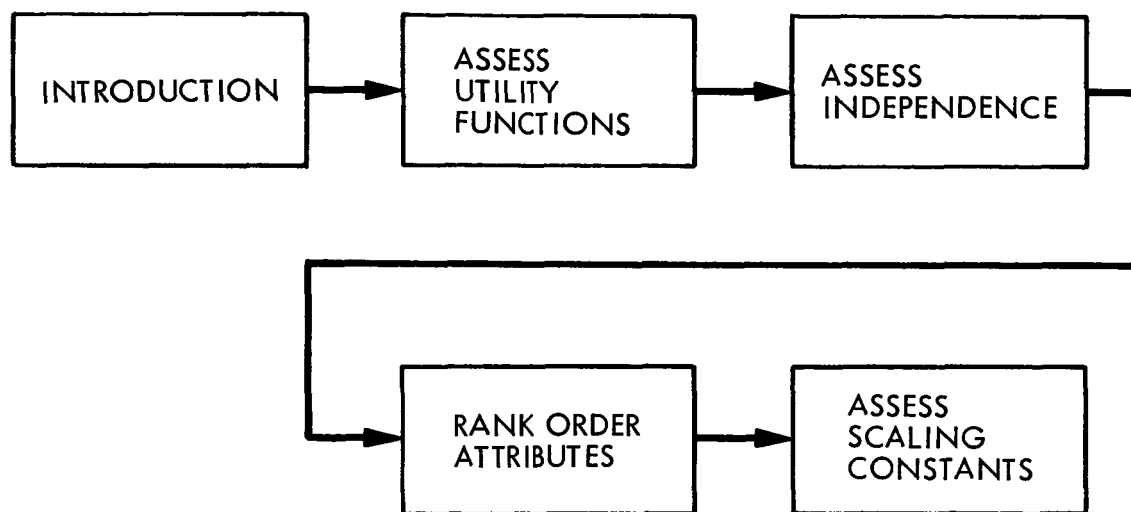 INTRODUCTION
ASSESS
UTILITY
FUNCTIONS
ASSESS
INDEPENDENCE
RANK ORDER
ATTRIBUTES
ASSESS
SCALING
CONSTANTS